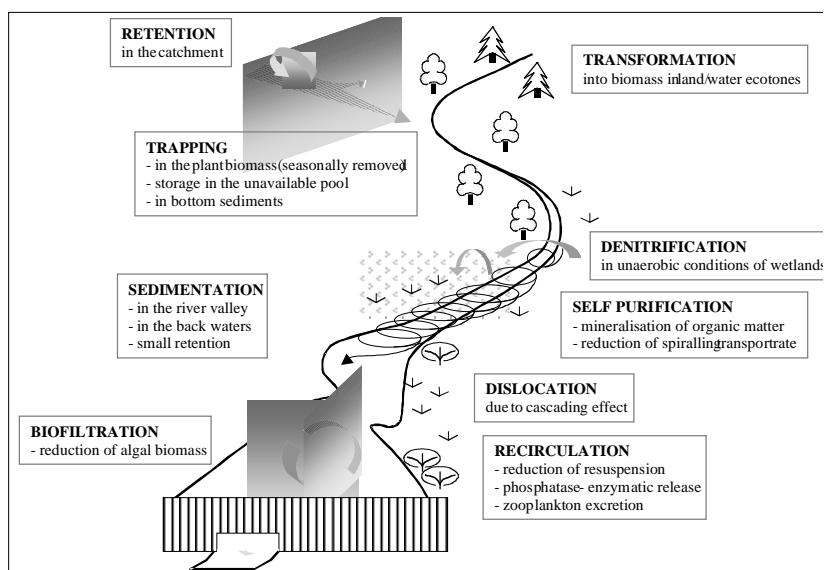 RETENTION
in the catchment
TRANSFORMATION
into biomass inland/water ecotones
TRAPPING
- in the plant biomass (seasonally removed)
- storage in the unavailable pool
- in bottom sediments
DENITRIFICATION
in unaerobic conditions of wetlands
SEDIMENTATION
- in the river valley
- in the back waters
- small retention
SELF PURIFICATION
- mineralisation of organic matter
- reduction of spiralling transportrate
DISLOCATION
due to cascading effect
BIOFILTRATION
- reduction of algal biomass
RECIRCULATION
- reduction of resuspension
- phosphatase- enzymatic release
- zooplankton excretion